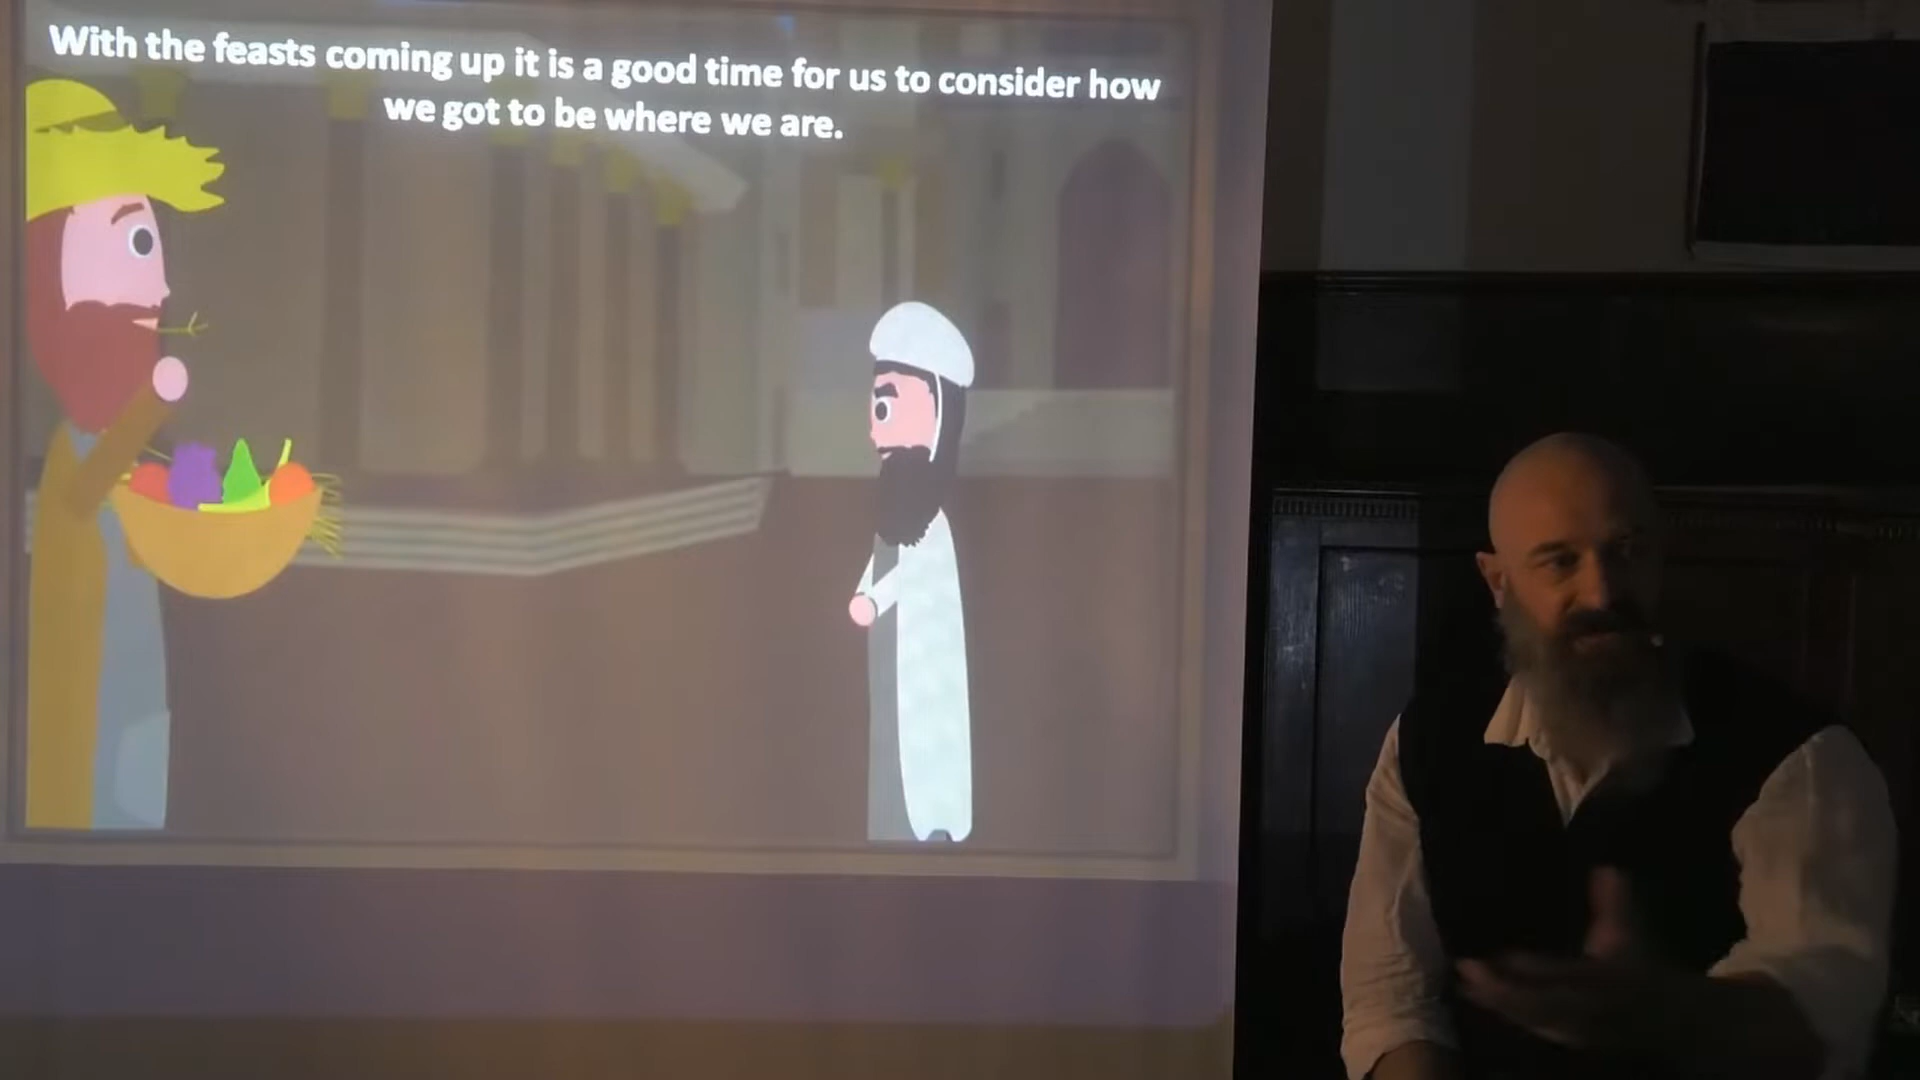 With the feasts coming up it is a good time for us to consider how
we got to be where we are.